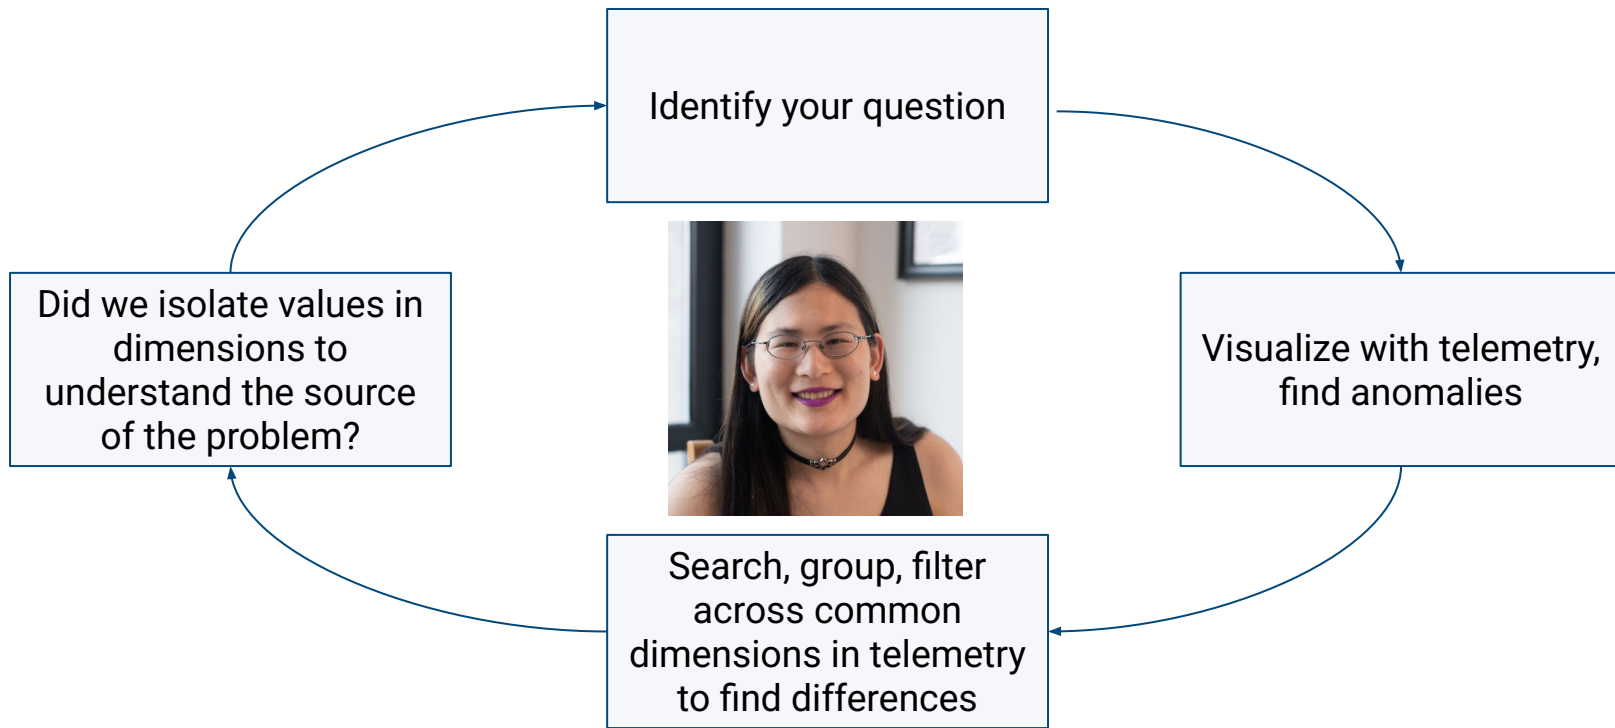 Identify your question
Visualize with telemetry,
find anomalies
Search, group, filter
across common
dimensions in telemetry
to find differences
Did we isolate values in
dimensions to
understand the source
of the problem?